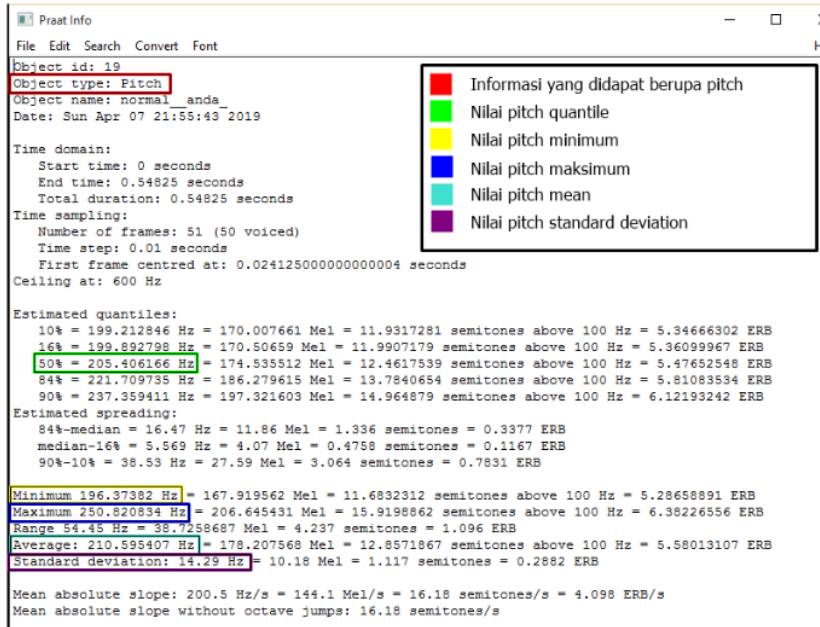 Praat Info
File Edit Search Convert Font H
Object id: 19
Object type: Pitch
Object name: normal__anda_
Date: Sun Apr 07 21:55:43 2019
Informasi yang didapat berupa pitch
Nilai pitch quantile
Nilai pitch minimum
Nilai pitch maksimum
Nilai pitch mean
Nilai pitch standard deviation
Time domain:
Start time: 0 seconds
End time: 0.54825 seconds
Total duration: 0.54825 seconds
Time sampling:
Number of frames: 51 (50 voiced)
Time step: 0.01 seconds
First frame centred at: 0.024125000000000004 seconds
Ceiling at: 600 Hz
Estimated quantiles:
10% = 199.212846 Hz = 170.007661 Mel = 11.9317281 semitones above 100 Hz = 5.34666302 ERB
16% = 199.892798 Hz = 170.50659 Mel = 11.9907179 semitones above 100 Hz = 5.36099967 ERB
50% = 205.406166 Hz = 174.535512 Mel = 12.4617539 semitones above 100 Hz = 5.47652548 ERB
84% = 221.709735 Hz = 186.279615 Mel = 13.7840654 semitones above 100 Hz = 5.81083534 ERB
90% = 237.359411 Hz = 197.321603 Mel = 14.964879 semitones above 100 Hz = 6.12193242 ERB
Estimated spreading:
84%-median = 16.47 Hz = 11.86 Mel = 1.336 semitones = 0.3377 ERB
median-16% = 5.569 Hz = 4.07 Mel = 0.4758 semitones = 0.1167 ERB
90%-10% = 38.53 Hz = 27.59 Mel = 3.064 semitones = 0.7831 ERB
Minimum 196.37382 Hz = 167.919562 Mel = 11.6832312 semitones above 100 Hz = 5.28658891 ERB
Maximum 250.820834 Hz = 206.645431 Mel = 15.9198862 semitones above 100 Hz = 6.38226556 ERB
Range 54.45 Hz = 38.7258687 Mel = 4.237 semitones = 1.096 ERB
Average: 210.595407 Hz = 178.207568 Mel = 12.8571867 semitones above 100 Hz = 5.58013107 ERB
Standard deviation: 14.29 Hz = 10.18 Mel = 1.117 semitones = 0.2882 ERB
Mean absolute slope: 200.5 Hz/s = 144.1 Mel/s = 16.18 semitones/s = 4.098 ERB/s
Mean absolute slope without octave jumps: 16.18 semitones/s